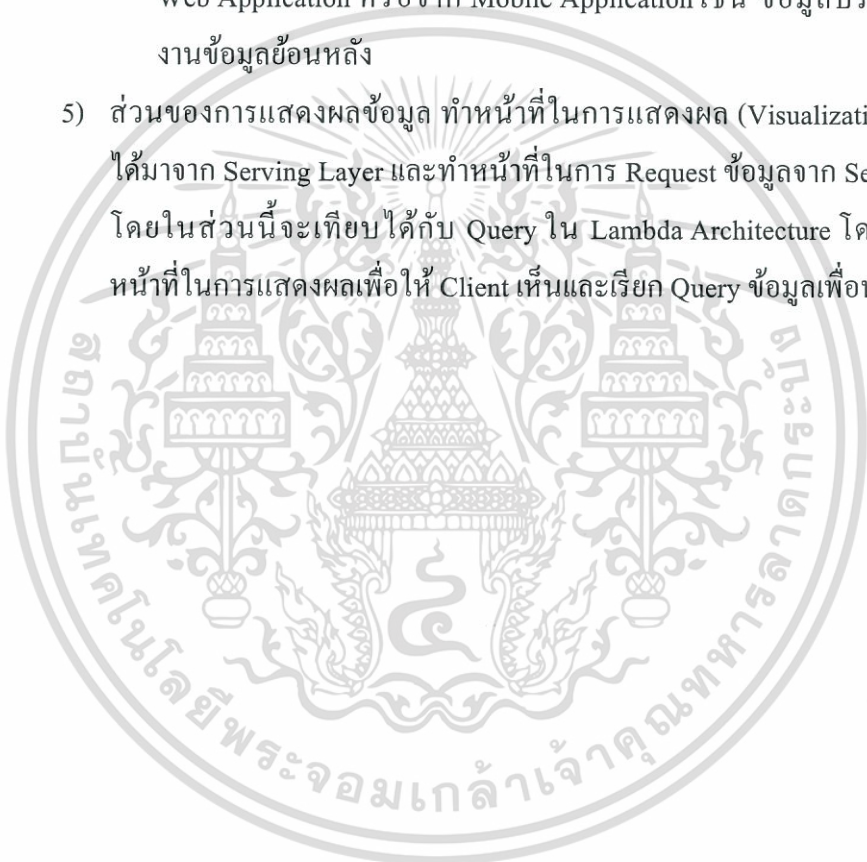 Web Application หรือจาก Mobile Application เช่น ข้อมูลปร
งานข้อมูลย้อนหลัง
5) ส่วนของการแสดงผลข้อมูล ทำหน้าที่ในการแสดงผล (Visualizati
ได้มาจาก Serving Layer และทำหน้าที่ในการ Request ข้อมูลจาก Se
โดยในส่วนนี้จะเทียบได้กับ Query ใน Lambda Architecture โด
หน้าที่ในการแสดงผลเพื่อให้ Client เห็นและเรียก Query ข้อมูลเพื่อ
สถาบันเทคโนโลยีพระจอมเกล้าเจ้าคุณทหารลาดกระบัง
๔